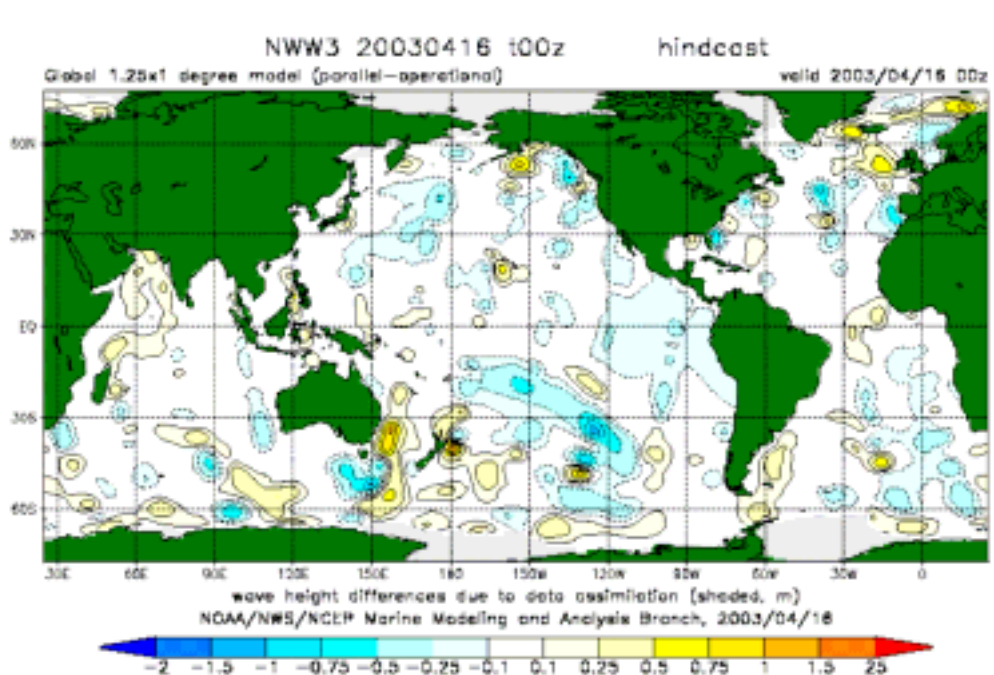 NWW3 20030416 t00z hindcast
Global 1.25x1 degree model (parallel-operational) valid 2003/04/16 00z
60N
30N
EQ
30S
60S
30E 60E 90E 120E 150E 180 150W 120W 90W 60W 30W 0
wave height differences due to data assimilation (shaded, m)
NOAA/NWS/NCEP Marine Modeling and Analysis Branch, 2003/04/16
-2 -1.5 -1 -0.75 -0.5 -0.25 -0.1 0.1 0.25 0.5 0.75 1 1.5 25